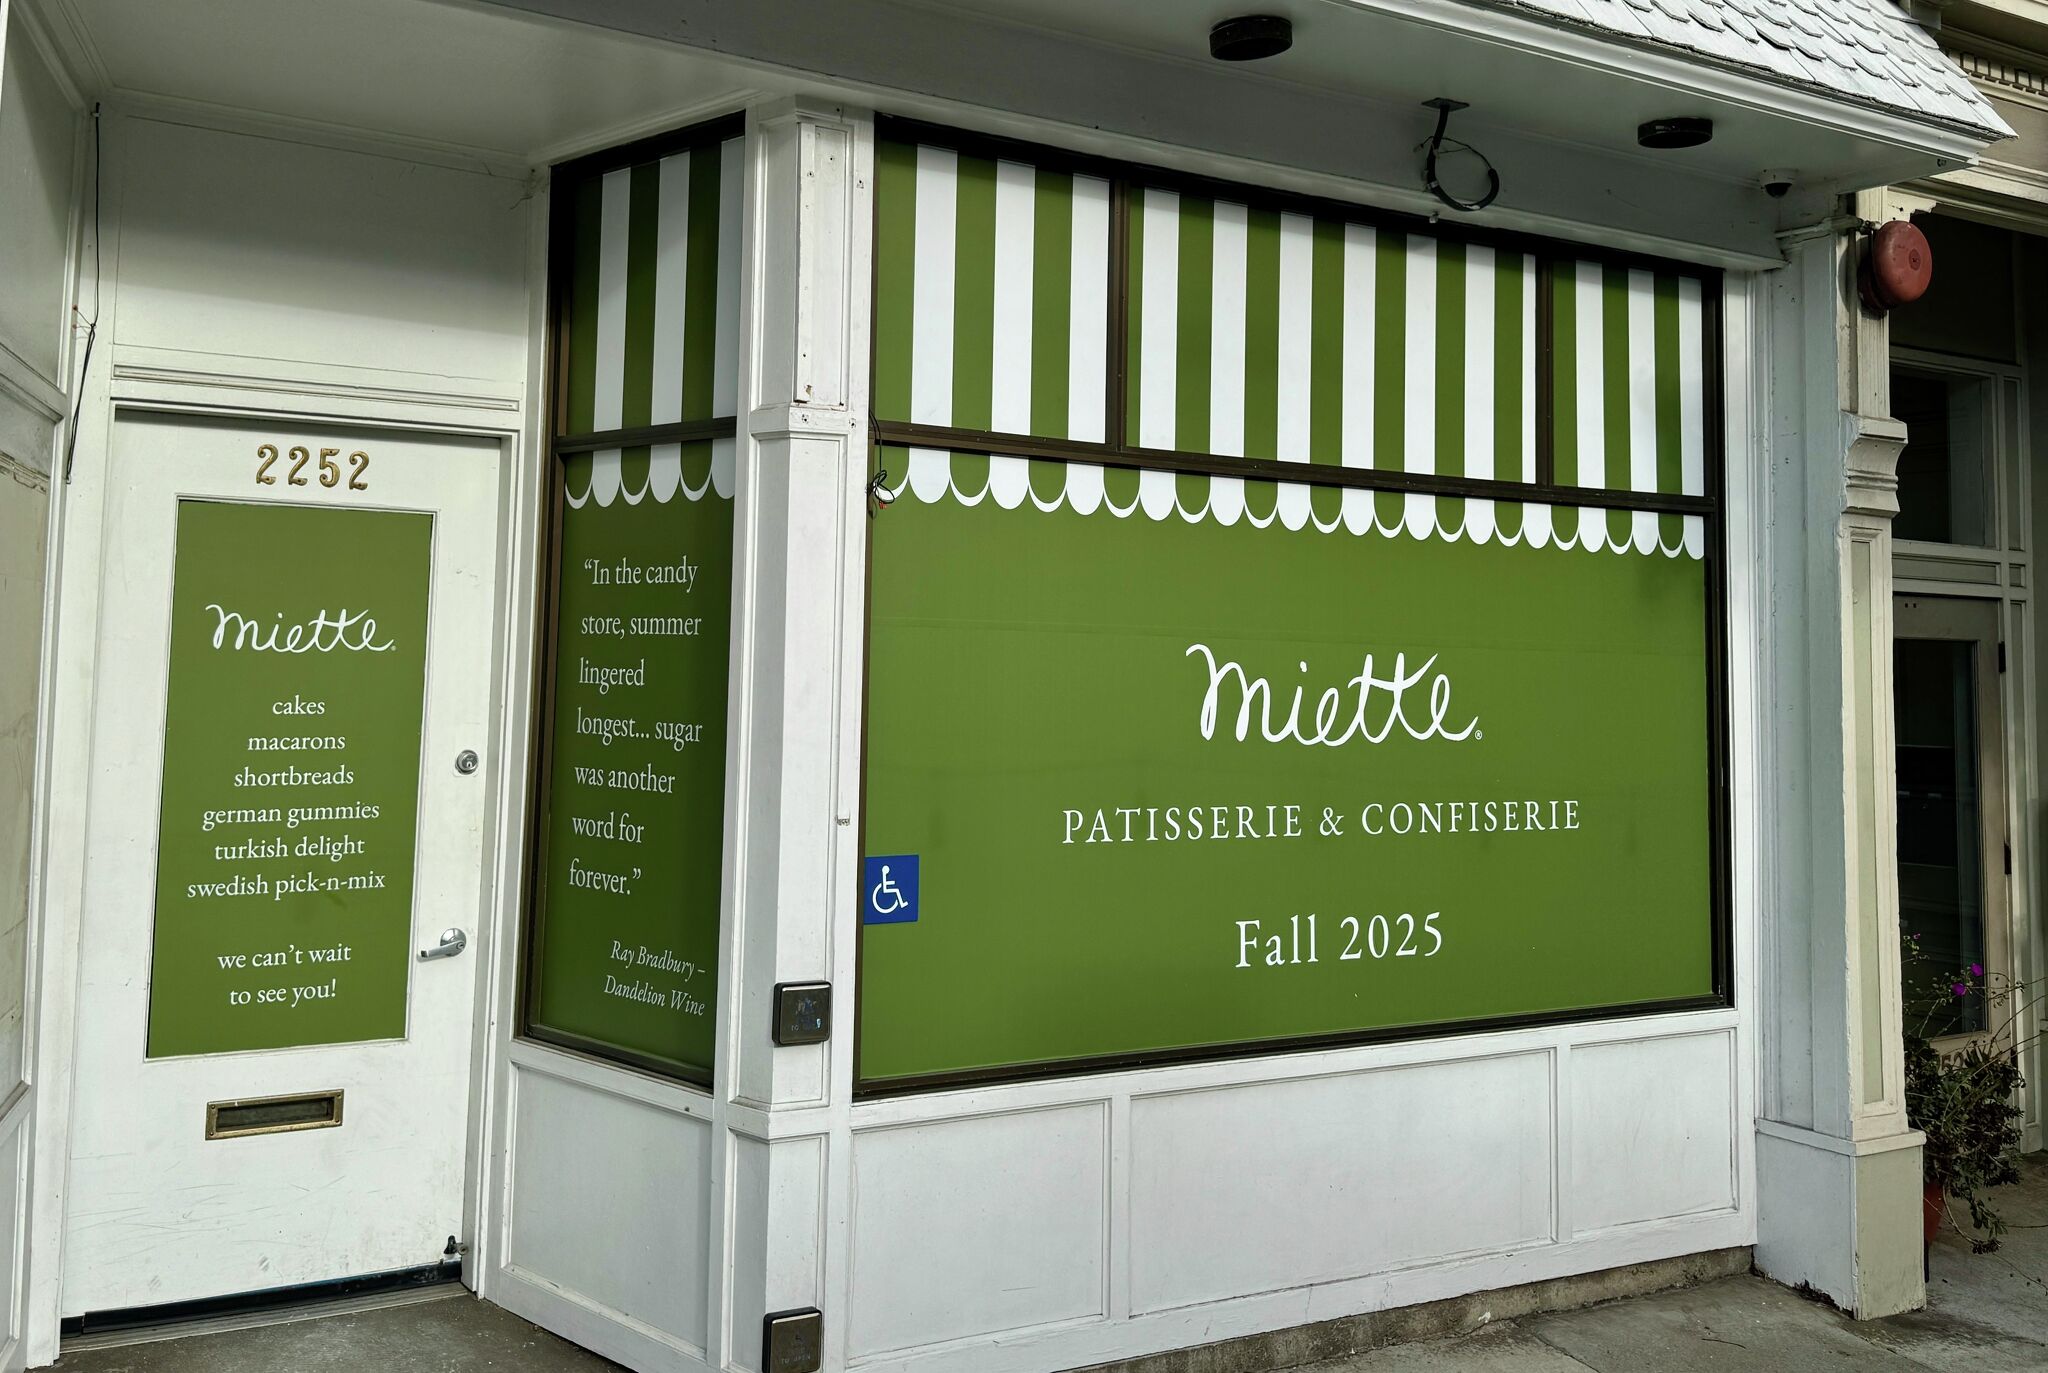 2252
miette®
cakes
macarons
shortbreads
german gummies
turkish delight
swedish pick-n-mix
we can't wait
to see you!
“In the candy
store, summer
lingered
longest... sugar
was another
word for
forever.”
Ray Bradbury –
Dandelion Wine
miette®
PATISSERIE & CONFISERIE
Fall 2025
TO OPEN